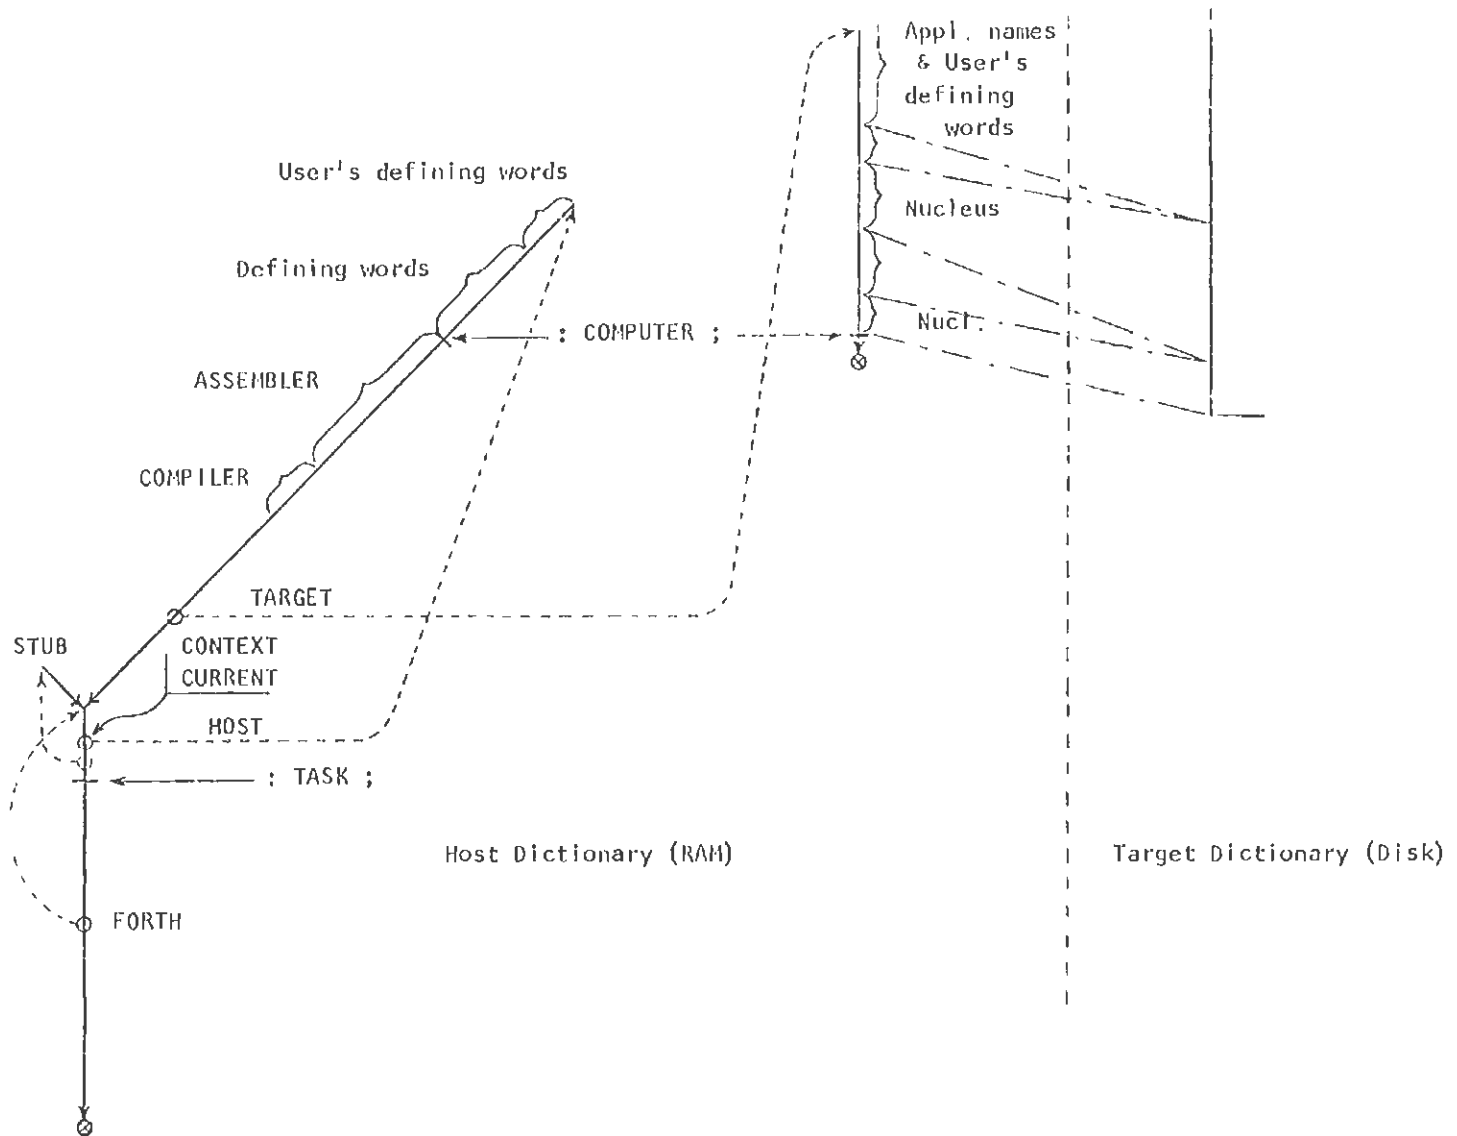 Appl. names
& User's
defining
words
User's defining words
Nucleus
Defining words
: COMPUTER ;
Nucl.
ASSEMBLER
COMPILER
TARGET
STUB
CONTEXT
CURRENT
HOST
: TASK ;
Host Dictionary (RAM)
Target Dictionary (Disk)
FORTH